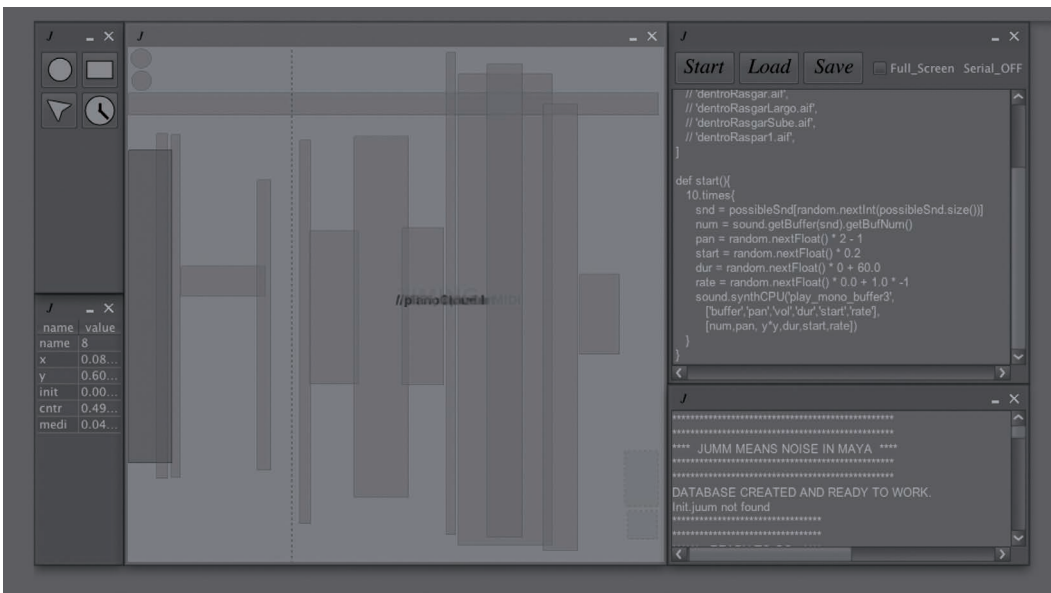 J
J
J
Start Load Save Full_Screen Serial_OFF
// 'dentroRasgar.aif',
// 'dentroRasgarLargo.aif',
// 'dentroRasgarSube.aif',
// 'dentroRaspar1.aif',
]
def start(){
10.times{
snd = possibleSnd[random.nextInt(possibleSnd.size())]
num = sound.getBuffer(snd).getBufNum()
pan = random.nextFloat() * 2 - 1
start = random.nextFloat() * 0.2
dur = random.nextFloat() * 0 + 60.0
rate = random.nextFloat() * 0.0 + 1.0 * -1
sound.synthCPU('play_mono_buffer3',
['buffer','pan','vol','dur','start','rate'],
[num,pan, y*y,dur,start,rate])
}
}
J
name value
name 8
x 0.08...
y 0.60...
init 0.00...
cntr 0.49...
medi 0.04...
J
************************************************
************************************************
**** JUMM MEANS NOISE IN MAYA ****
************************************************
************************************************
DATABASE CREATED AND READY TO WORK.
Init.juum not found
********************************
********************************